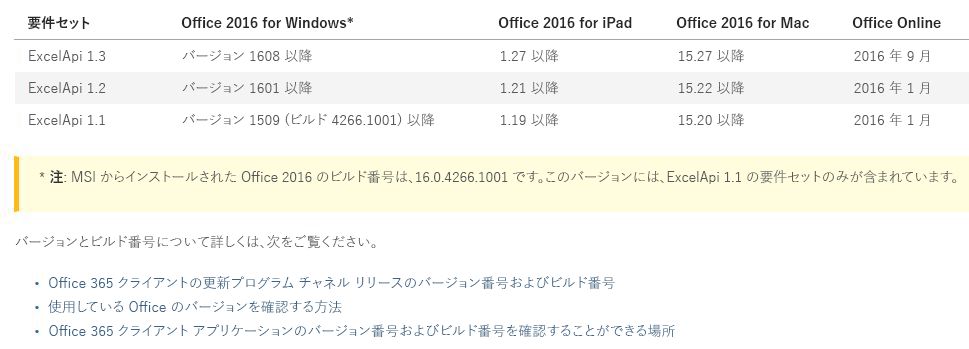 要件セット Office 2016 for Windows* Office 2016 for iPad Office 2016 for Mac Office Online
ExcelApi 1.3 バージョン 1608 以降 1.27 以降 15.27 以降 2016 年 9 月
ExcelApi 1.2 バージョン 1601 以降 1.21 以降 15.22 以降 2016 年 1 月
ExcelApi 1.1 バージョン 1509 (ビルド 4266.1001) 以降 1.19 以降 15.20 以降 2016 年 1 月
* 注: MSI からインストールされた Office 2016 のビルド番号は、16.0.4266.1001 です。このバージョンには、ExcelApi 1.1 の要件セットのみが含まれています。
バージョンとビルド番号について詳しくは、次をご覧ください。
• Office 365 クライアントの更新プログラム チャネル リリースのバージョン番号およびビルド番号
• 使用している Office のバージョンを確認する方法
• Office 365 クライアント アプリケーションのバージョン番号およびビルド番号を確認することができる場所